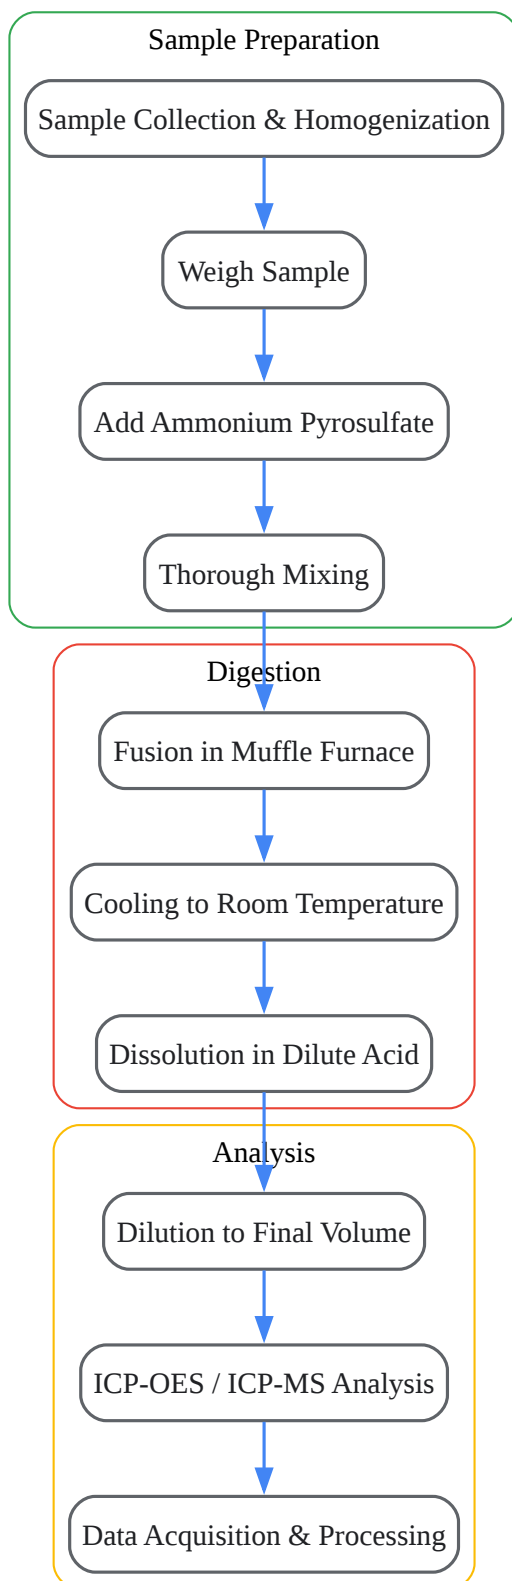 Sample Preparation
Sample Collection & Homogenization
Weigh Sample
Add Ammonium Pyrosulfate
Thorough Mixing
Digestion
Fusion in Muffle Furnace
Cooling to Room Temperature
Dissolution in Dilute Acid
Analysis
Dilution to Final Volume
ICP-OES / ICP-MS Analysis
Data Acquisition & Processing